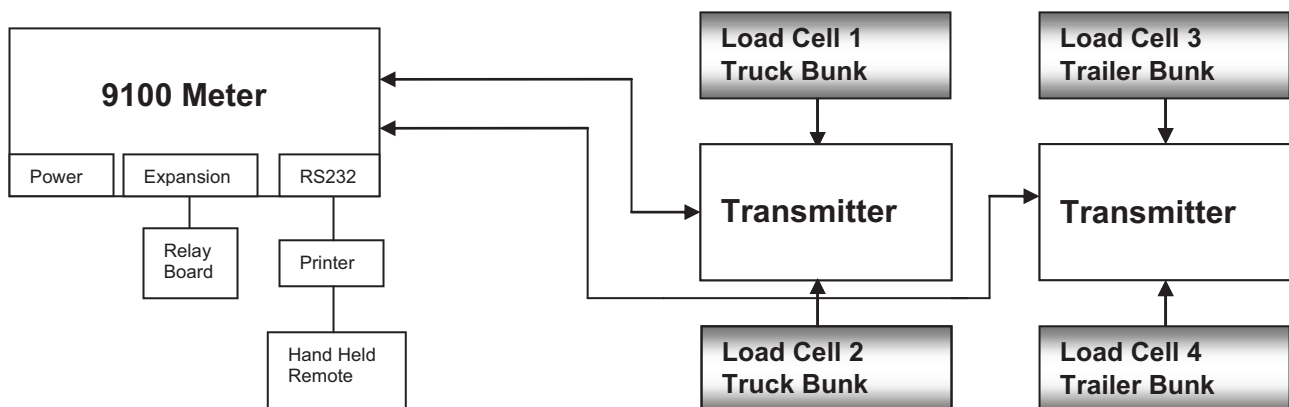 9100 Meter
Power
Expansion
RS232
Relay
Board
Printer
Hand Held
Remote
Load Cell 1
Truck Bunk
Load Cell 3
Trailer Bunk
Transmitter
Transmitter
Load Cell 2
Truck Bunk
Load Cell 4
Trailer Bunk